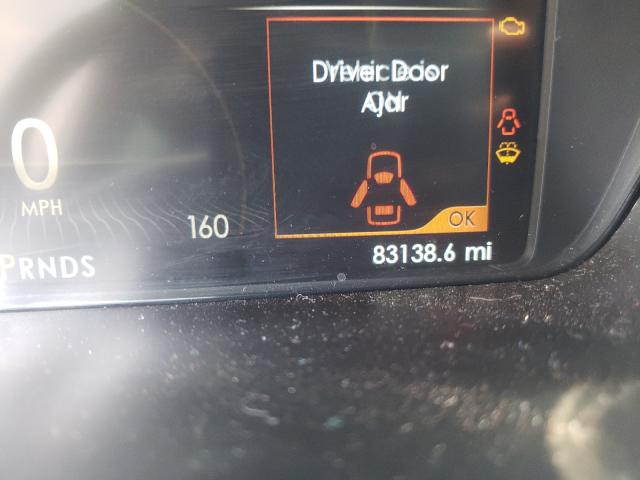 Driver Door
Ajar
0
MPH
160
OK
83138.6 mi
PRNDS